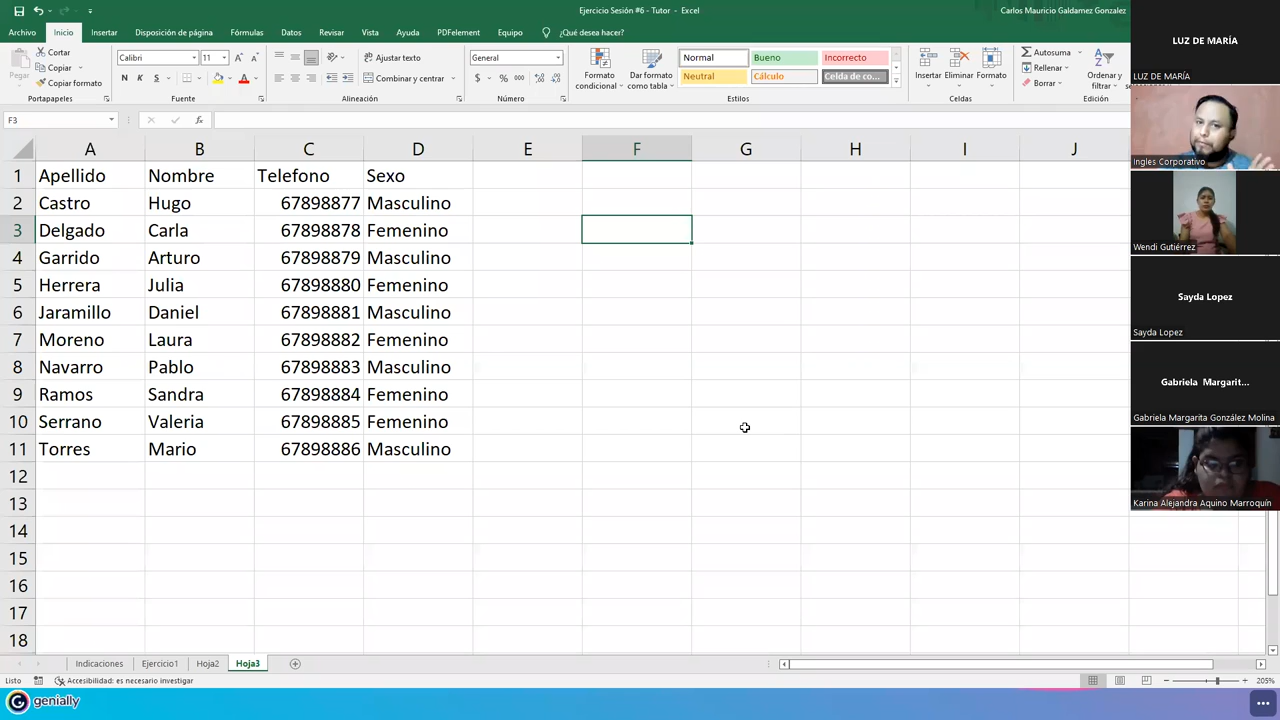 Ejercicio Sesión #6 - Tutor - Excel
Carlos Mauricio Galdamez Gonzalez
Archivo Inicio Insertar Disposición de página Fórmulas Datos Revisar Vista Ayuda PDFelement Equipo ¿Qué desea hacer?
Pegar
Cortar
Copiar
Copiar formato
Portapapeles
Calibri 11
N K S
Fuente
Ajustar texto
Combinar y centrar
Alineación
General
$ % 000
Número
Formato condicional
Dar formato como tabla
Normal Bueno Incorrecto
Neutral Cálculo Celda de co...
Estilos
Insertar Eliminar Formato
Celdas
Autosuma
Rellenar
Borrar
Ordenar y filtrar
Edición
F3
fx
A B C D E F G H I J
1 Apellido Nombre Telefono Sexo
2 Castro Hugo 67898877 Masculino
3 Delgado Carla 67898878 Femenino
4 Garrido Arturo 67898879 Masculino
5 Herrera Julia 67898880 Femenino
6 Jaramillo Daniel 67898881 Masculino
7 Moreno Laura 67898882 Femenino
8 Navarro Pablo 67898883 Masculino
9 Ramos Sandra 67898884 Femenino
10 Serrano Valeria 67898885 Femenino
11 Torres Mario 67898886 Masculino
12
13
14
15
16
17
18
Indicaciones Ejercicio1 Hoja2 Hoja3
Listo Accesibilidad: es necesario investigar
205%
genially
LUZ DE MARÍA
LUZ DE MARÍA
Ingles Corporativo
Wendi Gutiérrez
Sayda Lopez
Sayda Lopez
Gabriela Margarit...
Gabriela Margarita González Molina
Karina Alejandra Aquino Marroquín